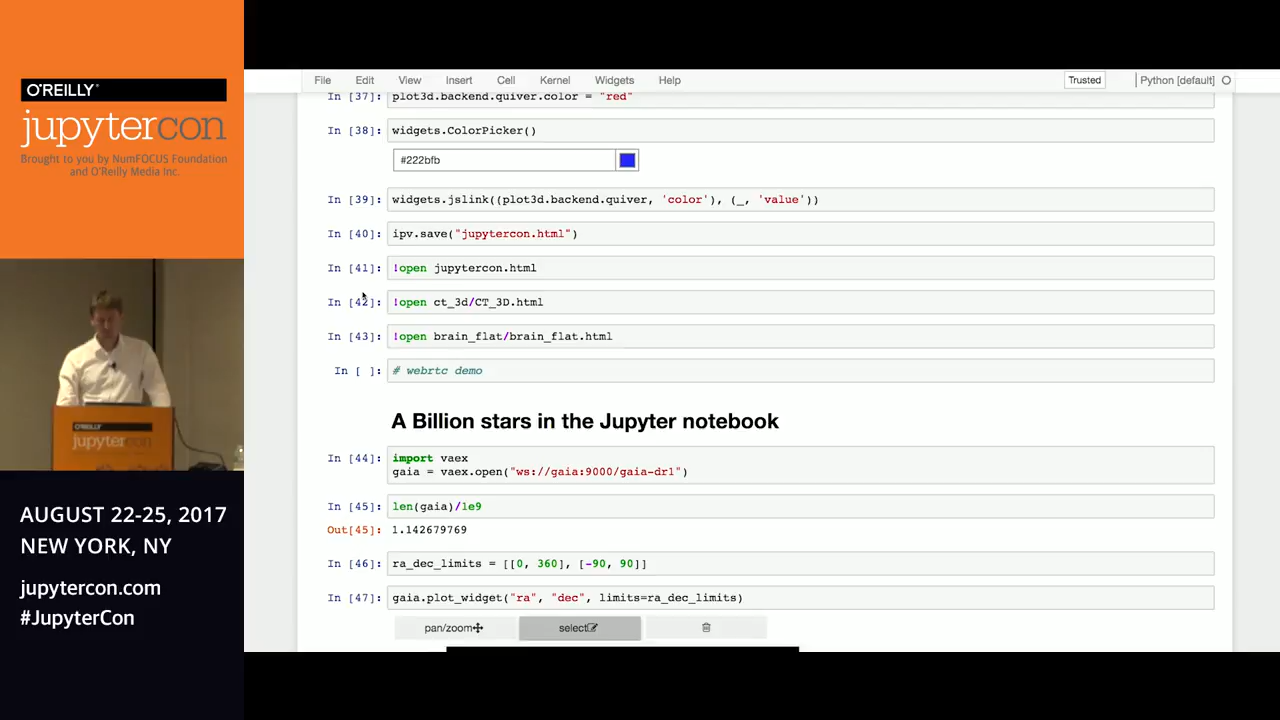 O'REILLY®
jupytercon
Brought to you by NumFOCUS Foundation
and O'Reilly Media Inc.
O'REILLY
jupytercon
AUGUST 22-25, 2017
NEW YORK, NY
jupytercon.com
#JupyterCon
File Edit View Insert Cell Kernel Widgets Help Trusted Python [default]
In [37]: plot3d.backend.quiver.color = "red"
In [38]: widgets.ColorPicker()
#222bfb
In [39]: widgets.jslink((plot3d.backend.quiver, 'color'), (_, 'value'))
In [40]: ipv.save("jupytercon.html")
In [41]: !open jupytercon.html
In [42]: !open ct_3d/CT_3D.html
In [43]: !open brain_flat/brain_flat.html
In [ ]: # webrtc demo
A Billion stars in the Jupyter notebook
In [44]: import vaex
gaia = vaex.open("ws://gaia:9000/gaia-dr1")
In [45]: len(gaia)/1e9
Out[45]: 1.142679769
In [46]: ra_dec_limits = [[0, 360], [-90, 90]]
In [47]: gaia.plot_widget("ra", "dec", limits=ra_dec_limits)
pan/zoom select